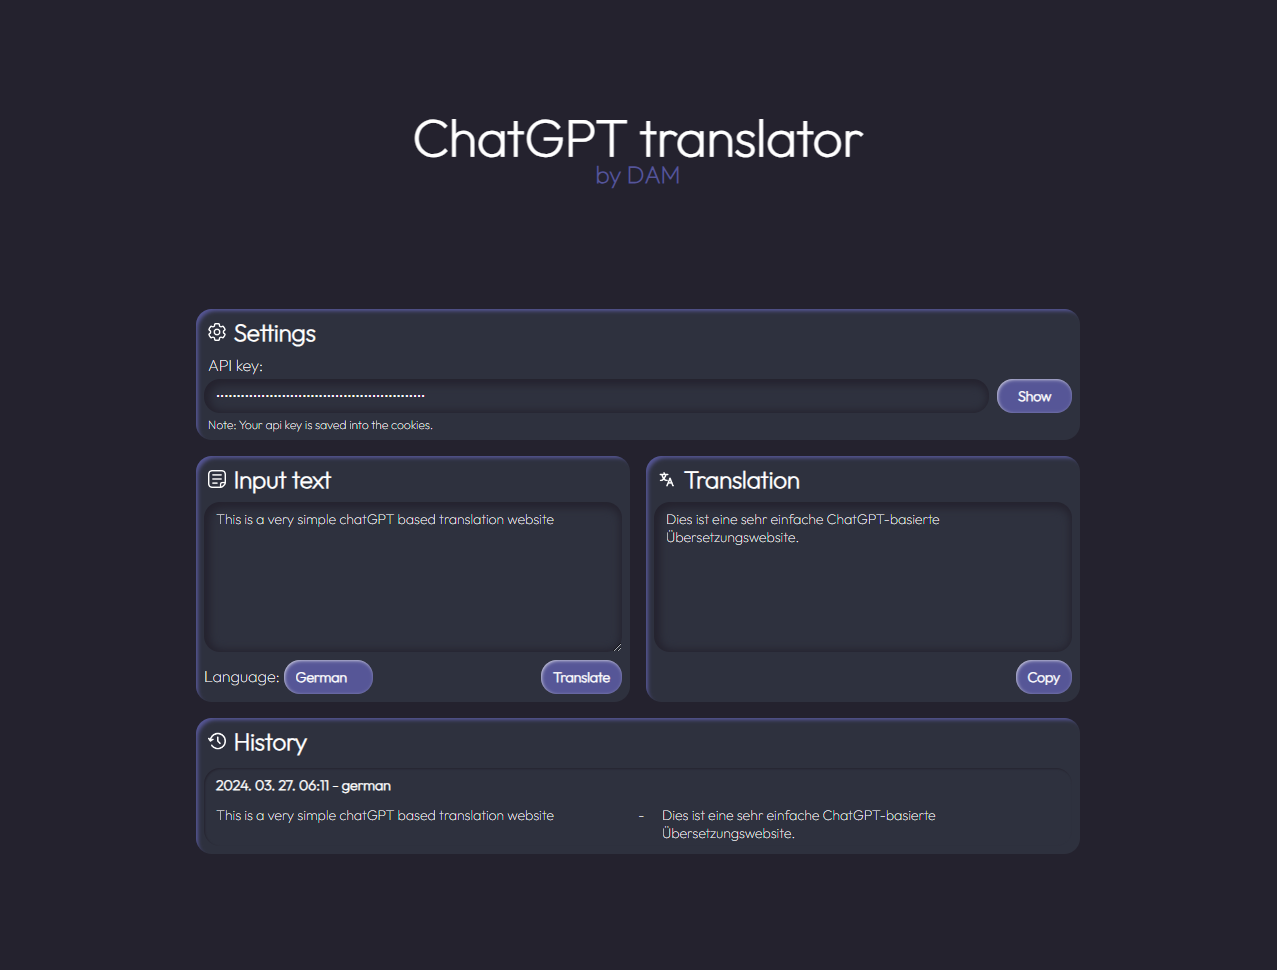 ChatGPT translator
by DAM
Settings
API key:
Show
Note: Your api key is saved into the cookies.
Input text
This is a very simple chatGPT based translation website
Language: German
Translate
Translation
Dies ist eine sehr einfache ChatGPT-basierte
Übersetzungswebsite.
Copy
History
2024. 03. 27. 06:11 - german
This is a very simple chatGPT based translation website - Dies ist eine sehr einfache ChatGPT-basierte
Übersetzungswebsite.